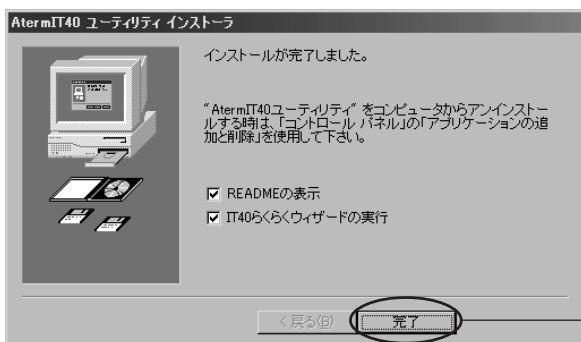 AtermIT40 ユーティリティ インストーラ
インストールが完了しました。
“AtermIT40ユーティリティ” をコンピュータからアンインストー
ルする時は、「コントロール パネル」の「アプリケーションの追
加と削除」を使用して下さい。
READMEの表示
IT40らくらくウィザードの実行
< 戻る(B)
完了